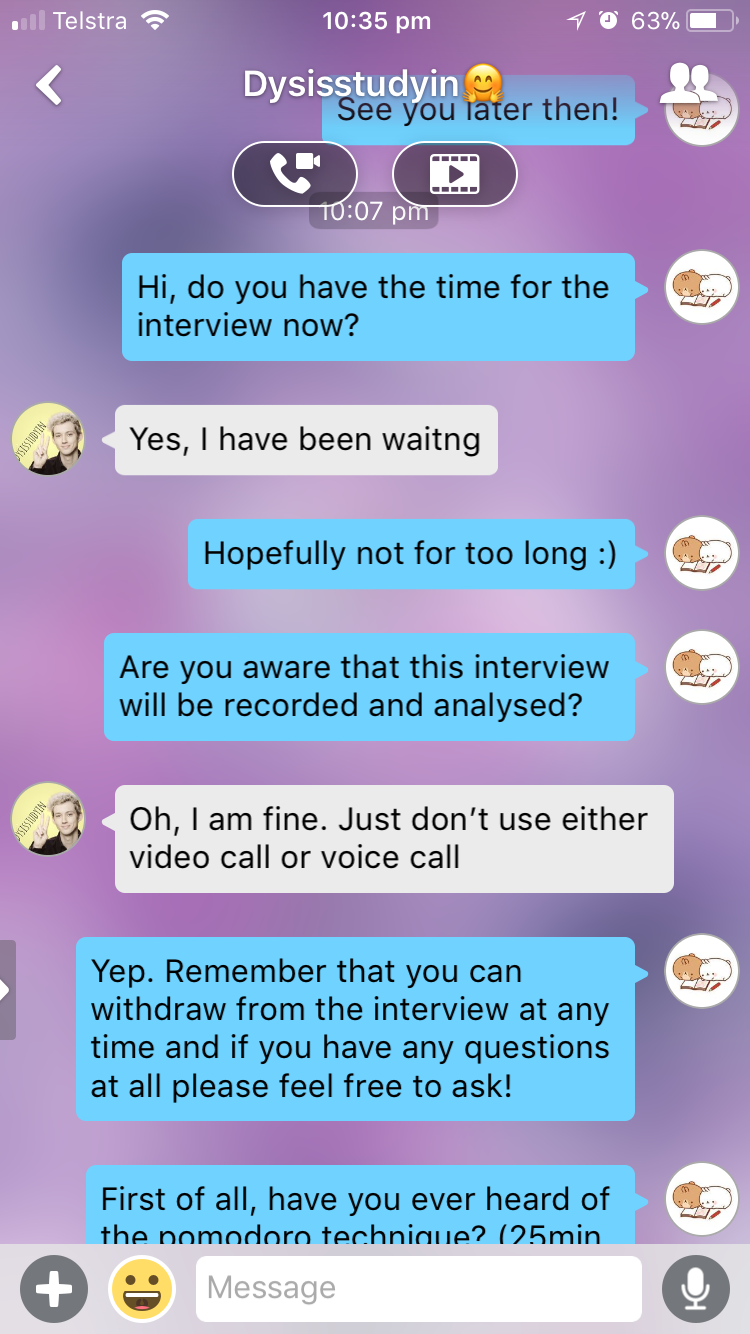 Telstra 10:35 pm 63%
Dysisstudyin🤗
See you later then!
10:07 pm
Hi, do you have the time for the
interview now?
DYSISSTUDYIN
Yes, I have been waitng
Hopefully not for too long :)
Are you aware that this interview
will be recorded and analysed?
DYSISSTUDYIN
Oh, I am fine. Just don't use either
video call or voice call
Yep. Remember that you can
withdraw from the interview at any
time and if you have any questions
at all please feel free to ask!
First of all, have you ever heard of
the pomodoro technique? (25min
Message